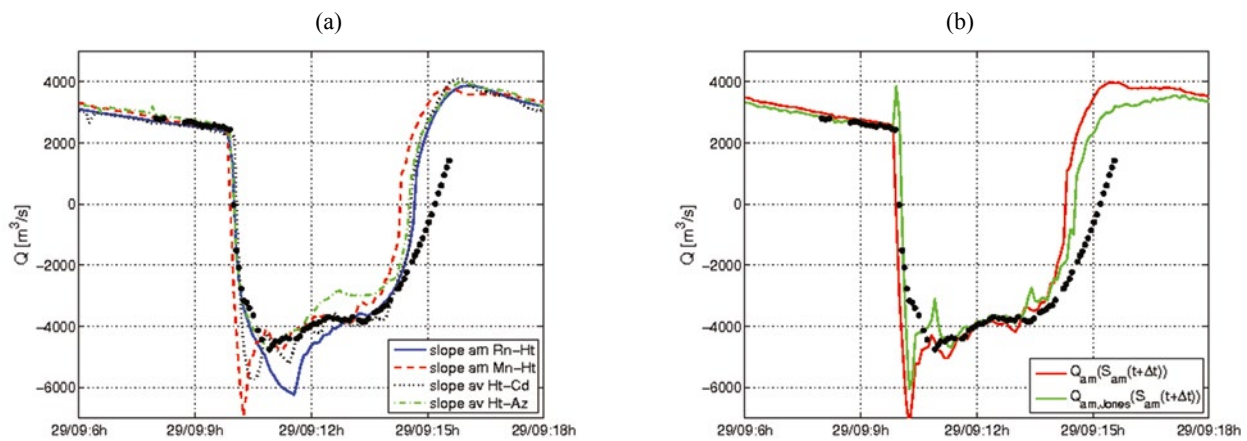 (a)
(b)
Q [m³/s]
4000
2000
0
−2000
−4000
−6000
slope am Rn−Ht
slope am Mn−Ht
slope av Ht−Cd
slope av Ht−Az
29/09:6h
29/09:9h
29/09:12h
29/09:15h
29/09:18h
Q [m³/s]
4000
2000
0
−2000
−4000
−6000
Q_am(S_am(t+Δt))
Q_am,Jones(S_am(t+Δt))
29/09:6h
29/09:9h
29/09:12h
29/09:15h
29/09:18h